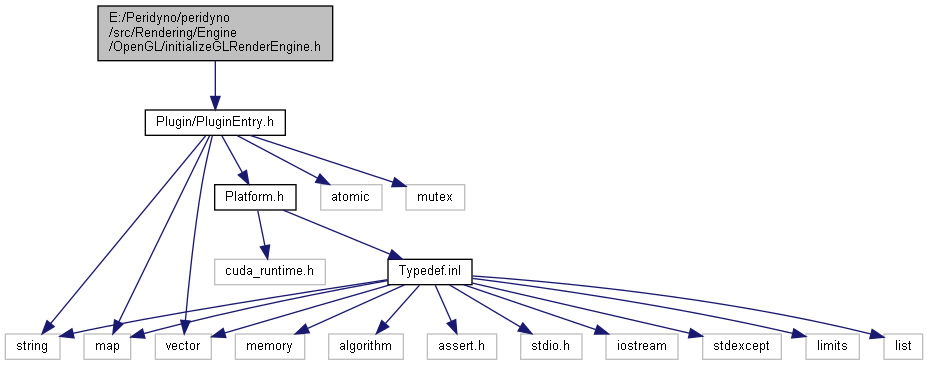 E:/Peridyno/peridyno
/src/Rendering/Engine
/OpenGL/initializeGLRenderEngine.h
Plugin/PluginEntry.h
Platform.h
atomic
mutex
cuda_runtime.h
Typedef.inl
string
map
vector
memory
algorithm
assert.h
stdio.h
iostream
stdexcept
limits
list